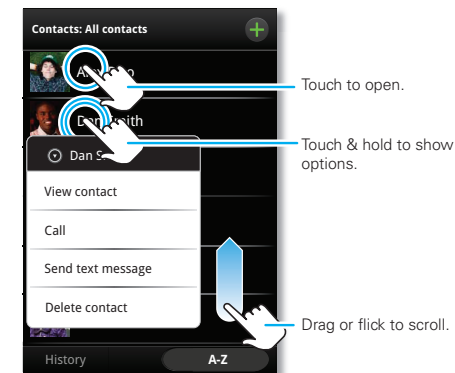 Contacts: All contacts
Touch to open.
Smith
Touch & hold to show
options.
Dan S
View contact
Call
Send text message
Delete contact
Drag or flick to scroll.
History
A-Z